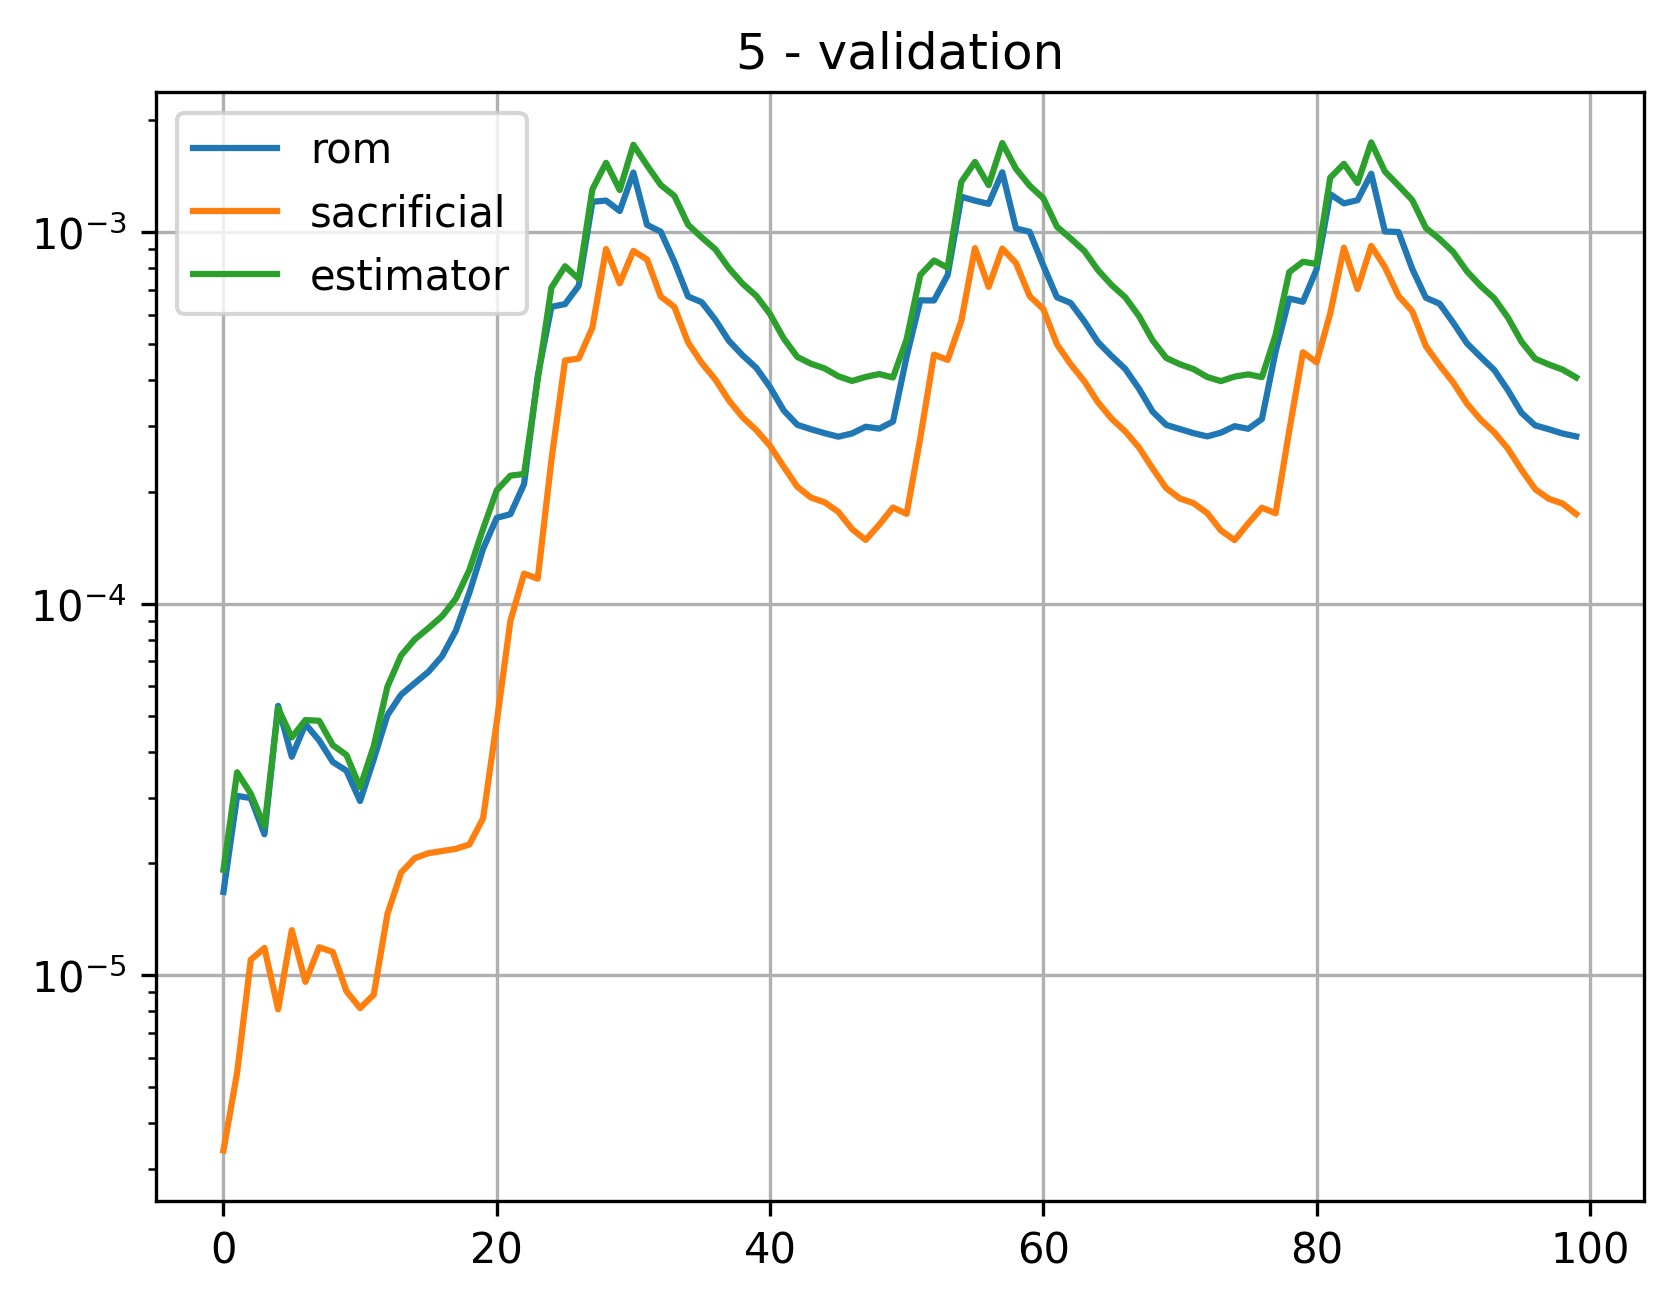 5 - validation
rom
sacrificial
estimator
10⁻³
10⁻⁴
10⁻⁵
0 20 40 60 80 100